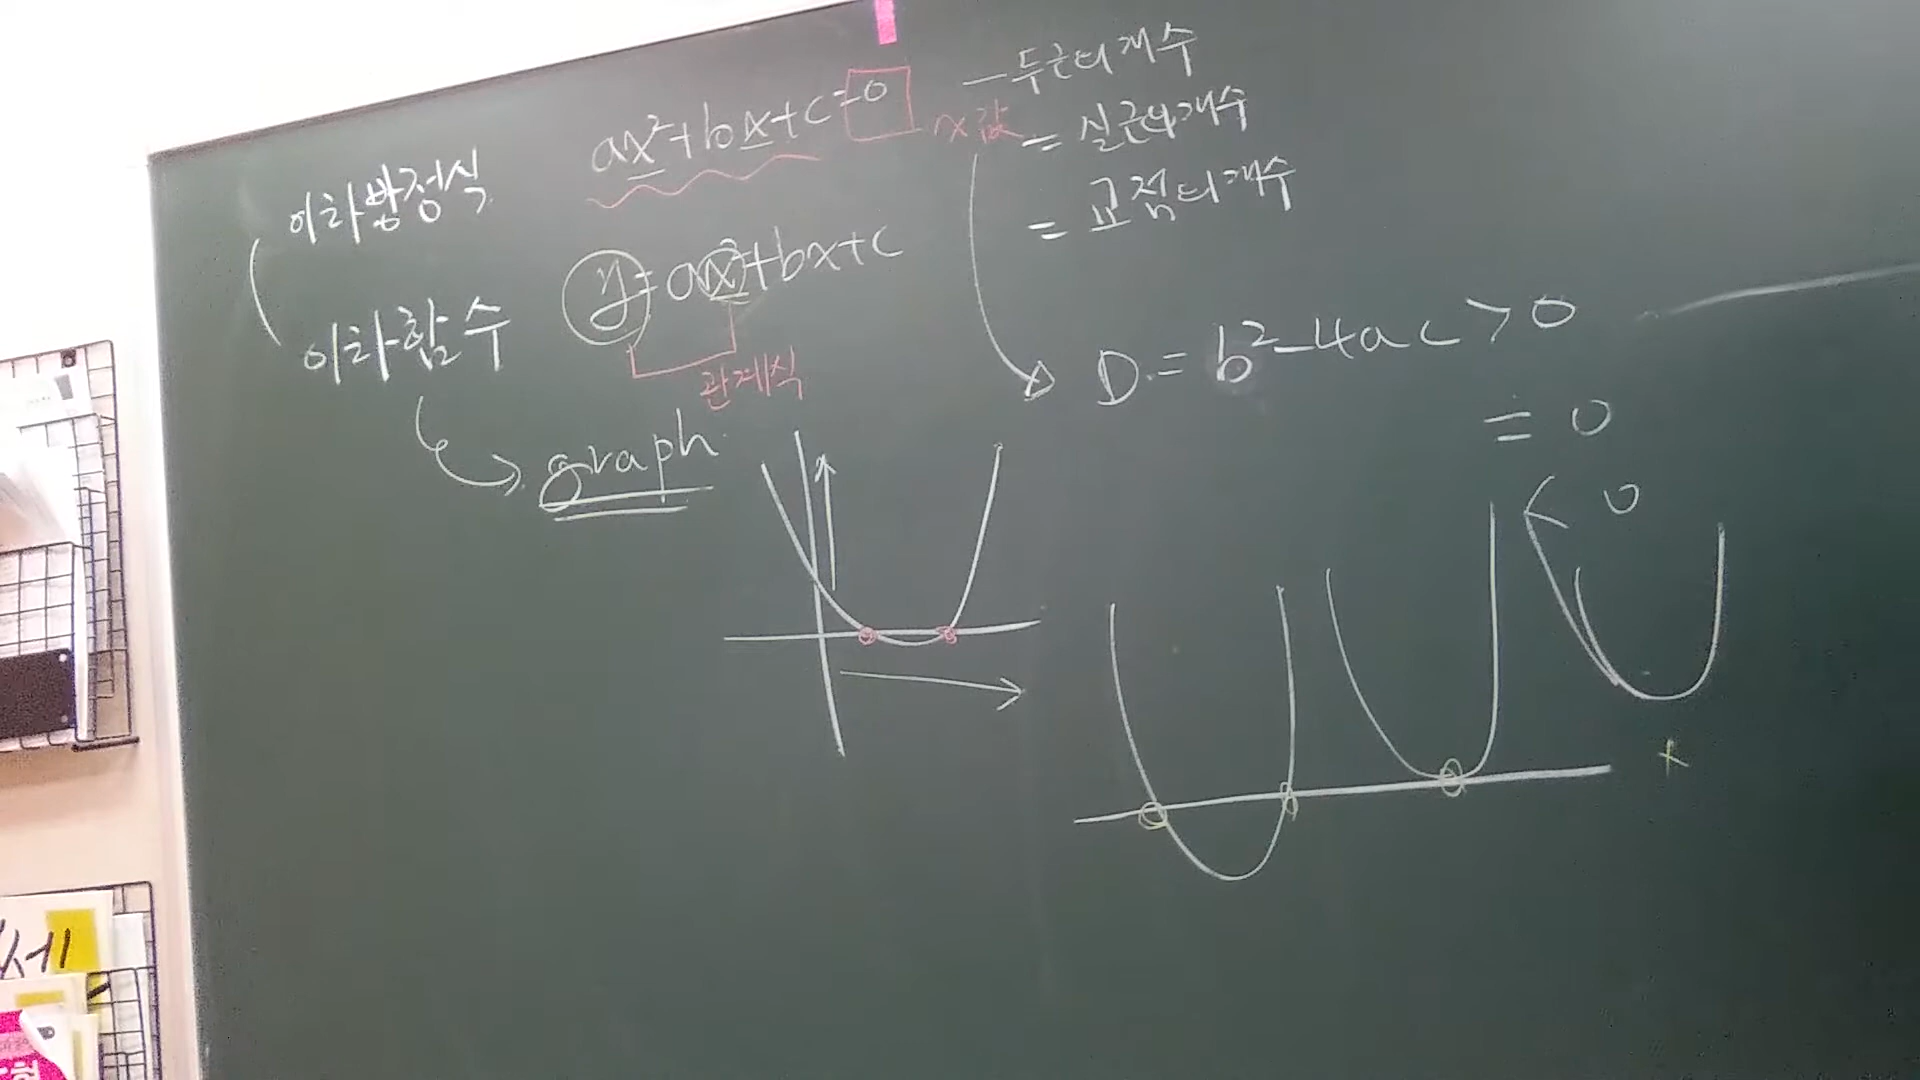 이차방정식 ax²+bx+c=0 x값
— 두근의 개수
= 실근의 개수
= 교점의 개수
이차함수 y=ax²+bx+c
관계식
graph
D = b²-4ac > 0
= 0
< 0
x
세